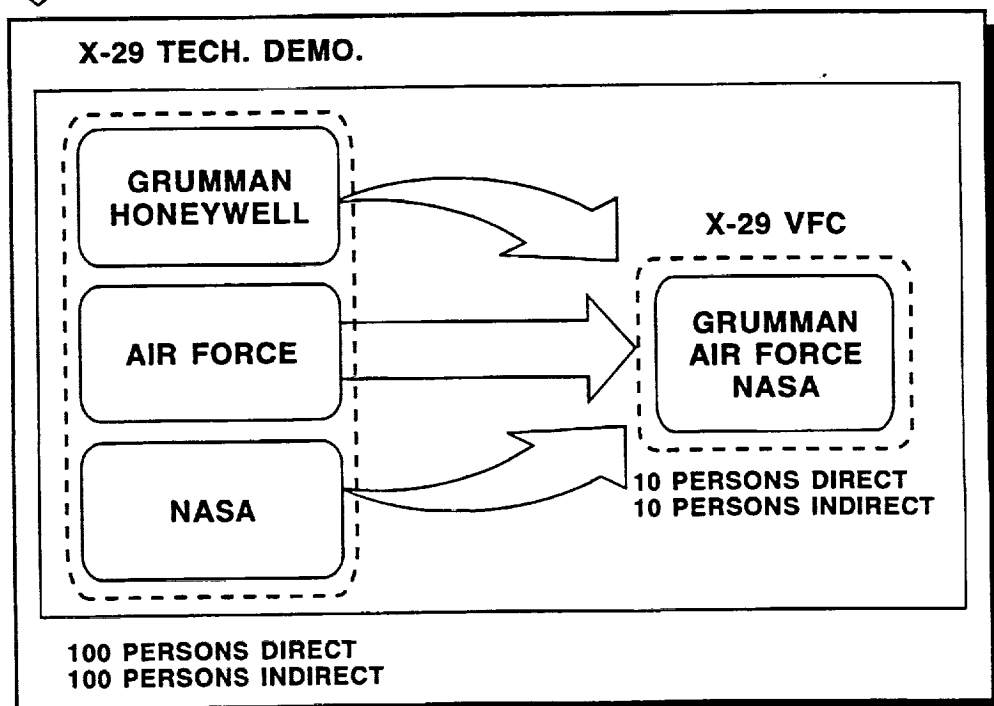 X-29 TECH. DEMO.
GRUMMAN
HONEYWELL
AIR FORCE
NASA
X-29 VFC
GRUMMAN
AIR FORCE
NASA
10 PERSONS DIRECT
10 PERSONS INDIRECT
100 PERSONS DIRECT
100 PERSONS INDIRECT